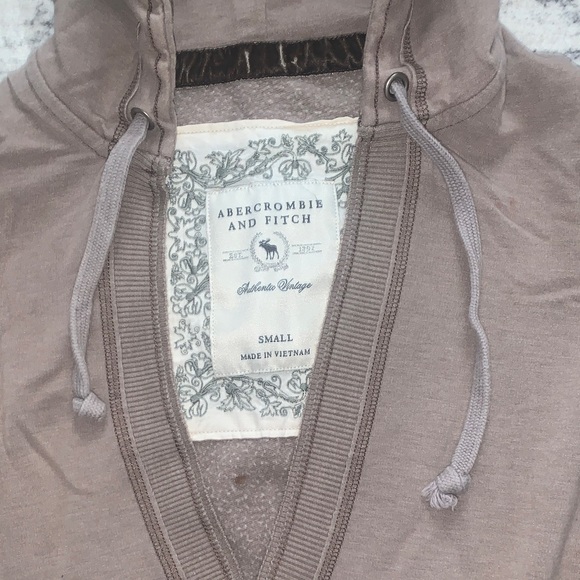 ABERCROMBIE
AND FITCH
EST. 1892
Authentic Vintage
SMALL
MADE IN VIETNAM